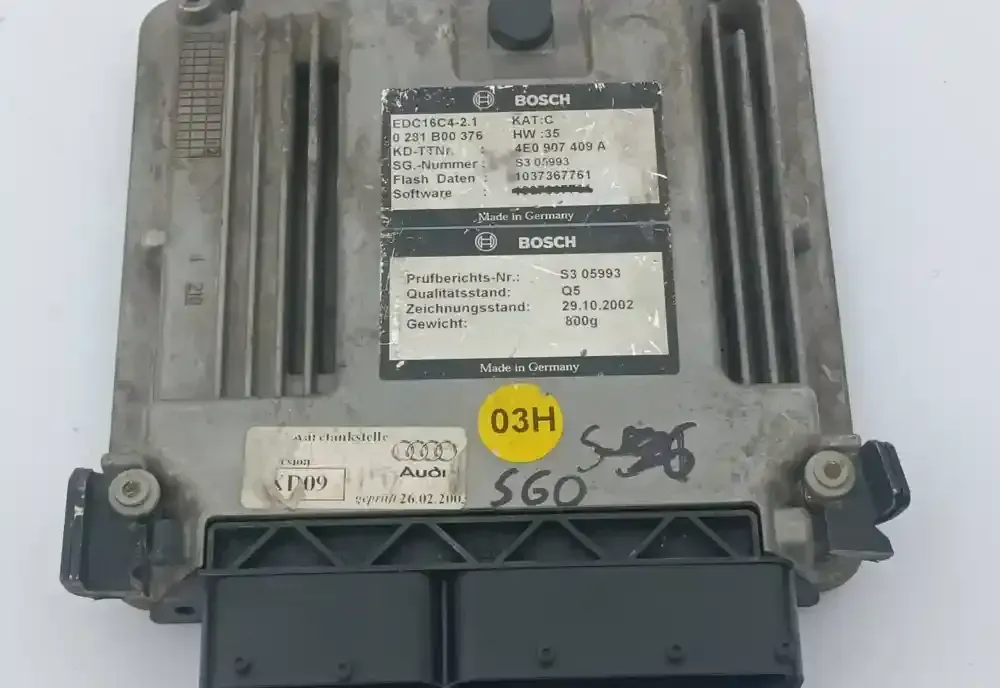 BOSCH
EDC16C4-2.1 KAT:C
0 281 B00 376 HW :35
KD-TTNr. : 4E0 907 409 A
SG.-Nummer : S3 05993
Flash Daten : 1037367761
Software :
Made in Germany
BOSCH
Prüfberichts-Nr.: S3 05993
Qualitätsstand: Q5
Zeichnungsstand: 29.10.2002
Gewicht: 800g
Made in Germany
03H
Audi
geprüft 26.02.200
SGO
210